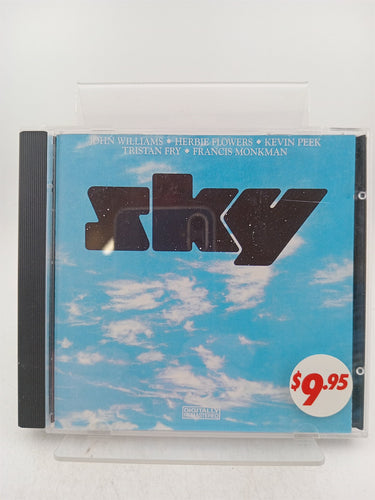 JOHN WILLIAMS ◆ HERBIE FLOWERS ◆ KEVIN PEEK
TRISTAN FRY ◆ FRANCIS MONKMAN
sky
$9.95
DIGITALLY
REMASTERED